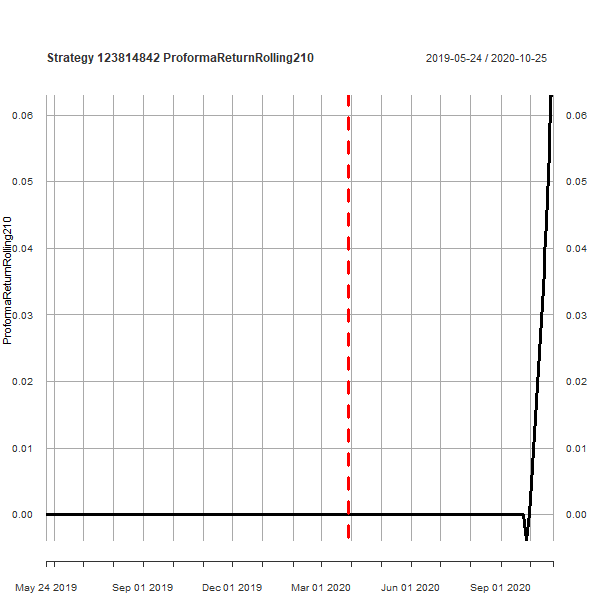 Strategy 123814842 ProformaReturnRolling210
2019-05-24 / 2020-10-25
ProformaReturnRolling210
0.06 0.06
0.05 0.05
0.04 0.04
0.03 0.03
0.02 0.02
0.01 0.01
0.00 0.00
May 24 2019 Sep 01 2019 Dec 01 2019 Mar 01 2020 Jun 01 2020 Sep 01 2020